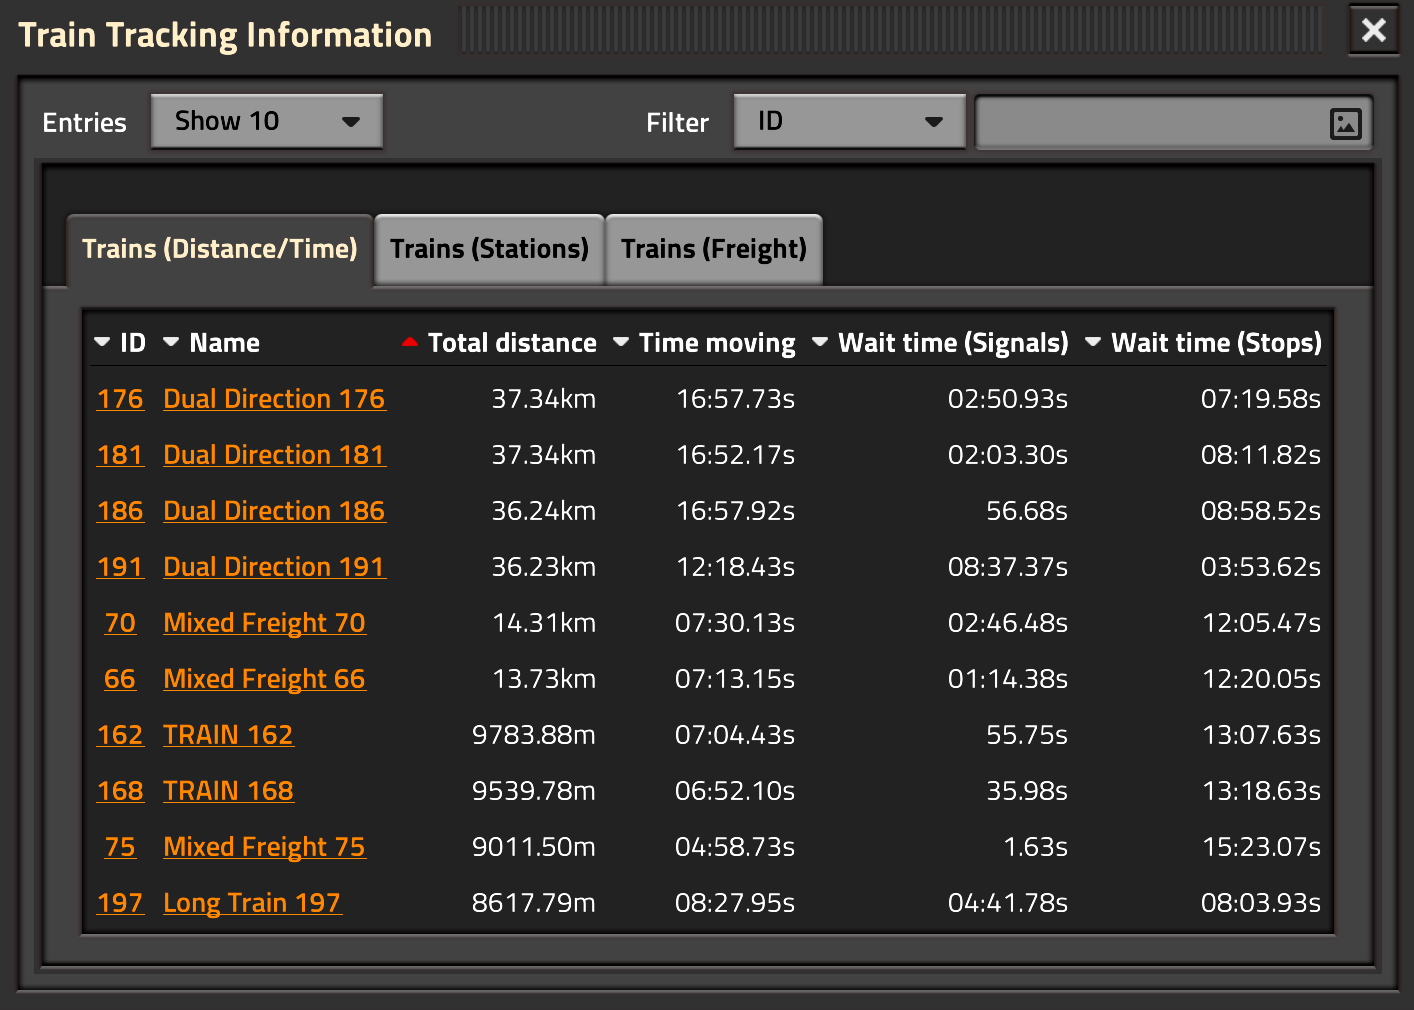 Train Tracking Information
Entries Show 10 Filter ID
Trains (Distance/Time) Trains (Stations) Trains (Freight)
ID Name Total distance Time moving Wait time (Signals) Wait time (Stops)
176 Dual Direction 176 37.34km 16:57.73s 02:50.93s 07:19.58s
181 Dual Direction 181 37.34km 16:52.17s 02:03.30s 08:11.82s
186 Dual Direction 186 36.24km 16:57.92s 56.68s 08:58.52s
191 Dual Direction 191 36.23km 12:18.43s 08:37.37s 03:53.62s
70 Mixed Freight 70 14.31km 07:30.13s 02:46.48s 12:05.47s
66 Mixed Freight 66 13.73km 07:13.15s 01:14.38s 12:20.05s
162 TRAIN 162 9783.88m 07:04.43s 55.75s 13:07.63s
168 TRAIN 168 9539.78m 06:52.10s 35.98s 13:18.63s
75 Mixed Freight 75 9011.50m 04:58.73s 1.63s 15:23.07s
197 Long Train 197 8617.79m 08:27.95s 04:41.78s 08:03.93s